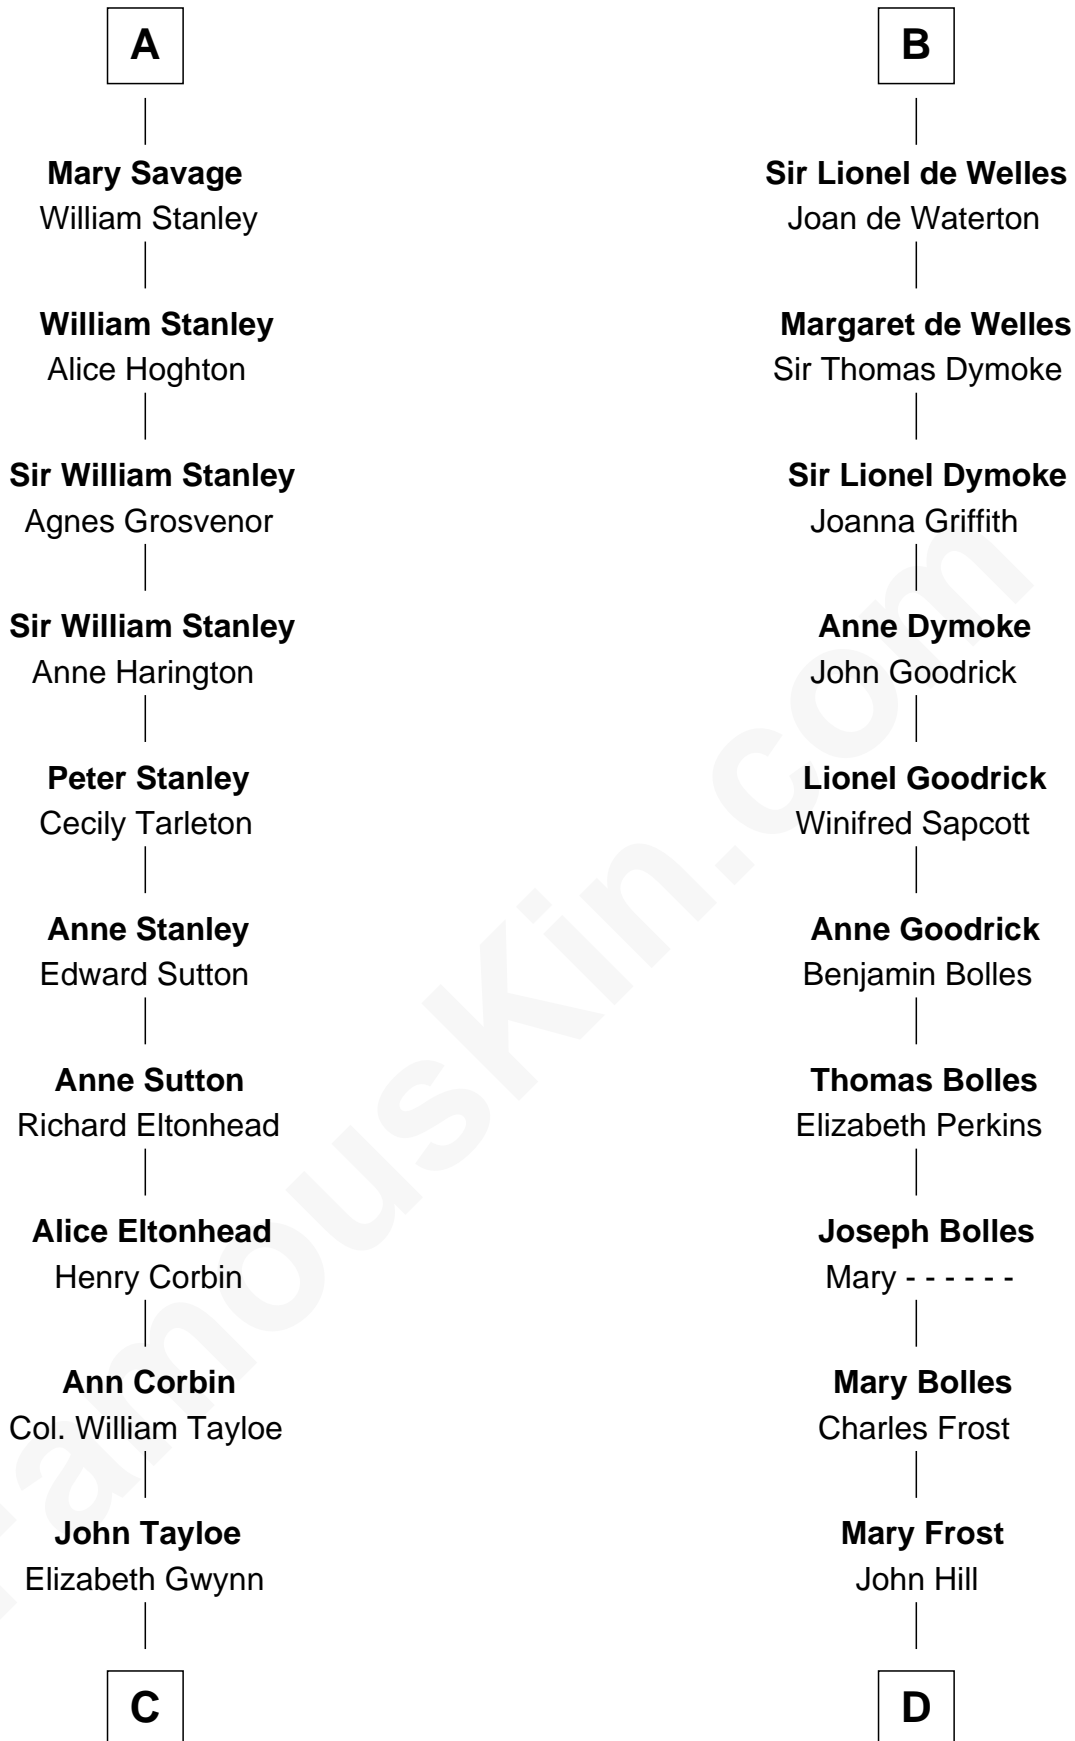 A
Mary Savage
William Stanley
William Stanley
Alice Hoghton
Sir William Stanley
Agnes Grosvenor
Sir William Stanley
Anne Harington
Peter Stanley
Cecily Tarleton
Anne Stanley
Edward Sutton
Anne Sutton
Richard Eltonhead
Alice Eltonhead
Henry Corbin
Ann Corbin
Col. William Tayloe
John Tayloe
Elizabeth Gwynn
C
B
Sir Lionel de Welles
Joan de Waterton
Margaret de Welles
Sir Thomas Dymoke
Sir Lionel Dymoke
Joanna Griffith
Anne Dymoke
John Goodrick
Lionel Goodrick
Winifred Sapcott
Anne Goodrick
Benjamin Bolles
Thomas Bolles
Elizabeth Perkins
Joseph Bolles
Mary - - - - - -
Mary Bolles
Charles Frost
Mary Frost
John Hill
D
FamousKin.com